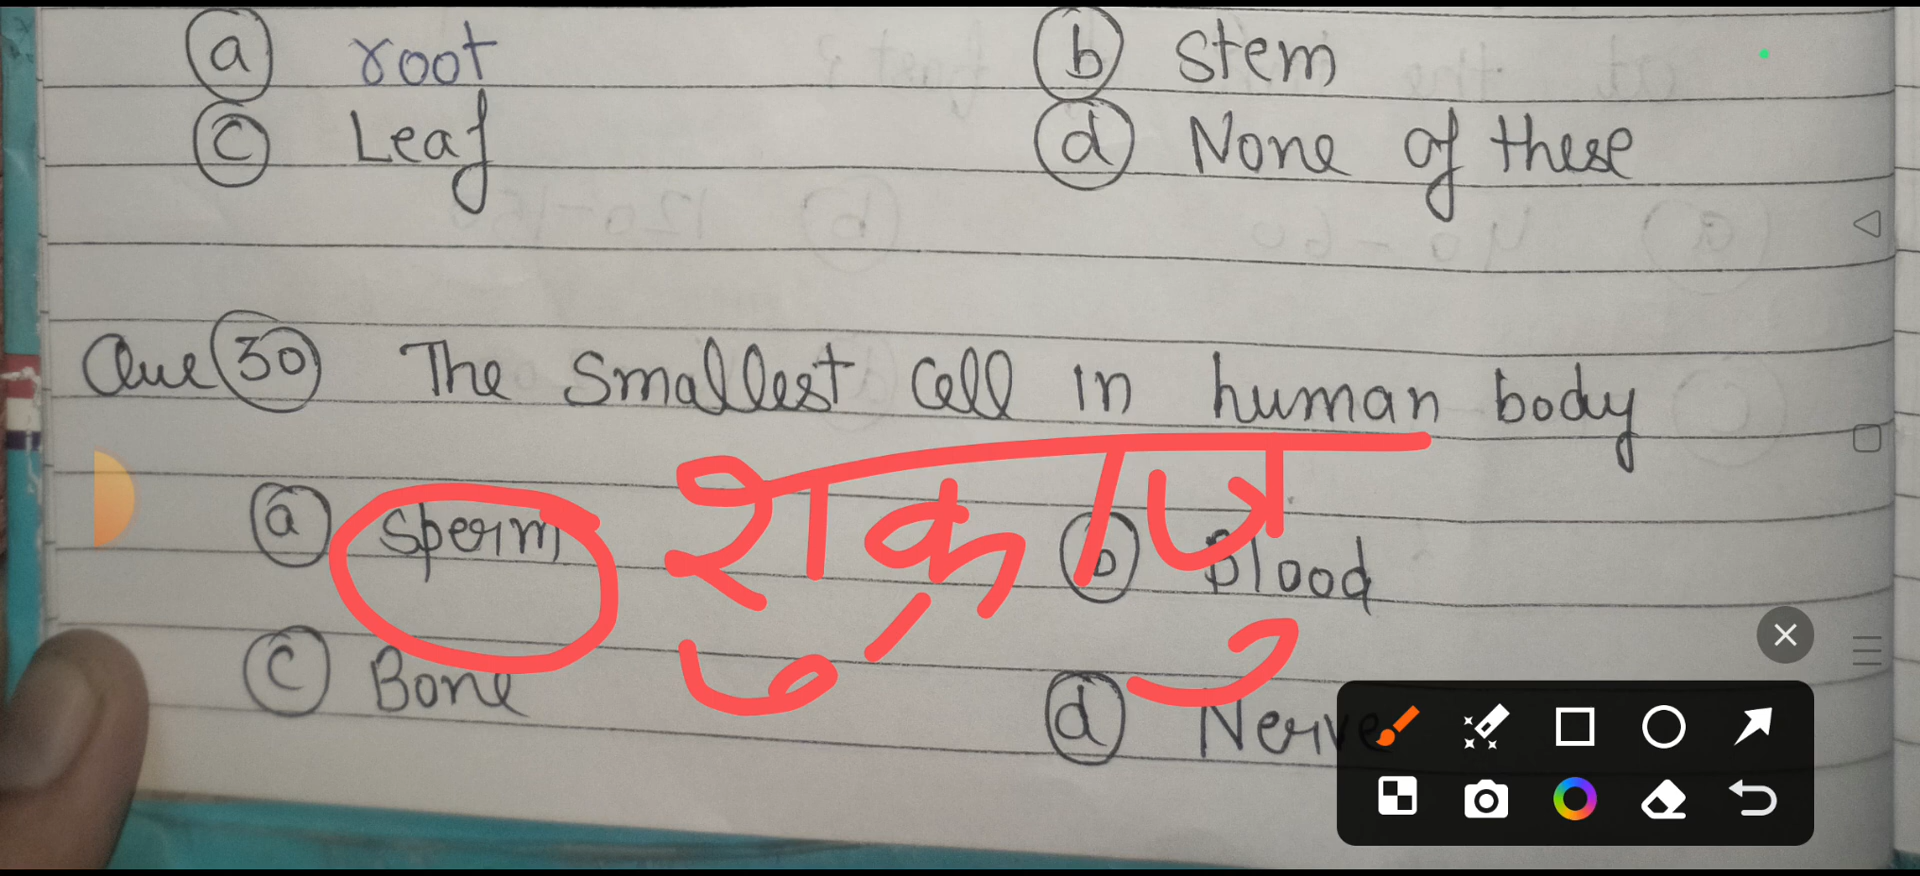 a root b stem
c Leaf d None of these
Que 30 The smallest cell in human body
a sperm शुक्राणु b Blood
c Bone d Nerve